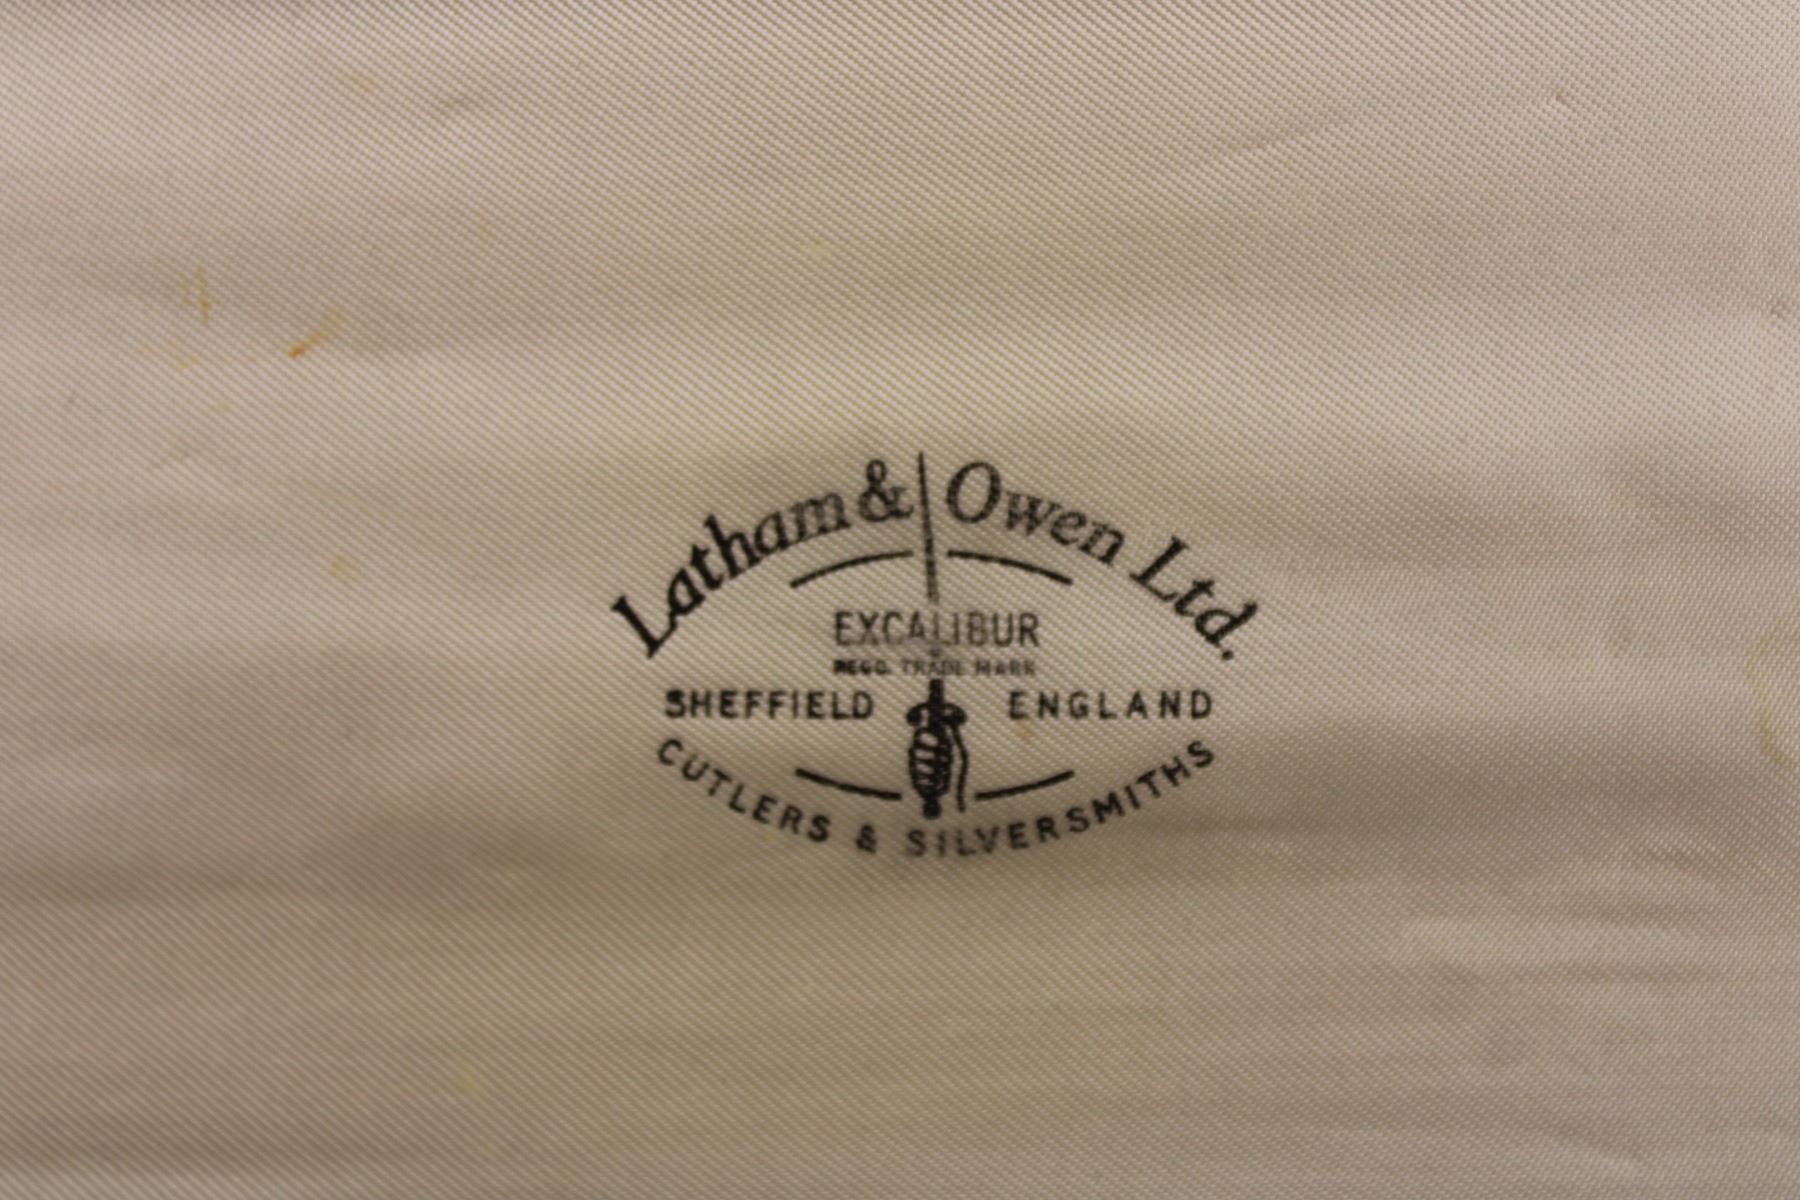 Latham & Owen Ltd.
EXCALIBUR
REGD. TRADE MARK
SHEFFIELD ENGLAND
CUTLERS & SILVERSMITHS